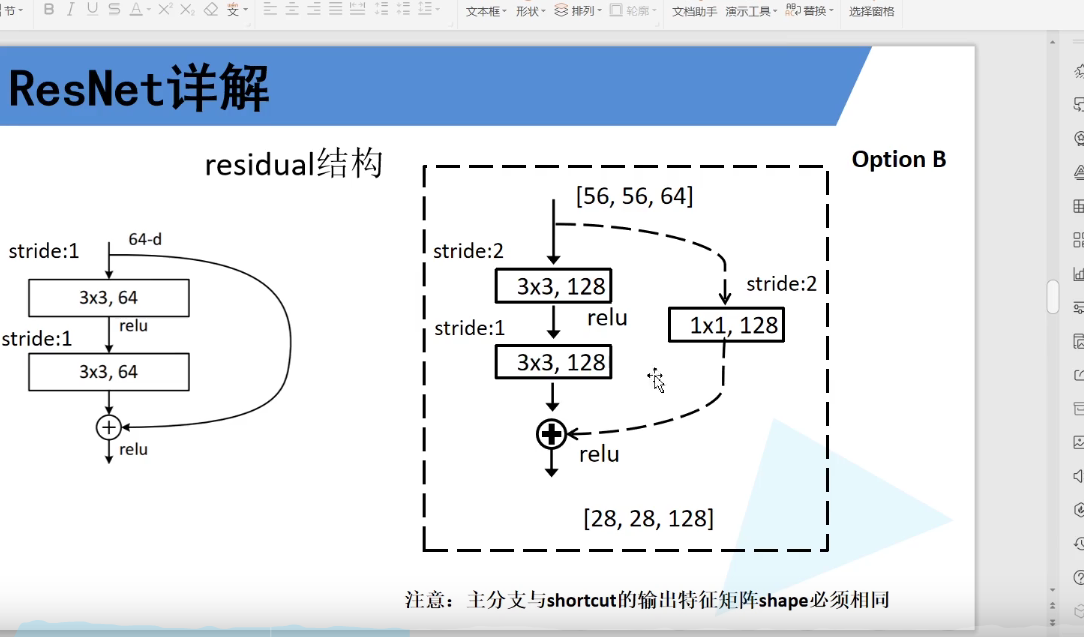 节
B I U S A X² X₂ 变
文本框 形状 排列 轮廓 文档助手 演示工具 替换 选择窗格
ResNet详解
residual结构
Option B
64-d
stride:1
3x3, 64
relu
stride:1
3x3, 64
relu
[56, 56, 64]
stride:2
3x3, 128
relu
stride:1
3x3, 128
stride:2
1x1, 128
relu
[28, 28, 128]
注意：主分支与shortcut的输出特征矩阵shape必须相同